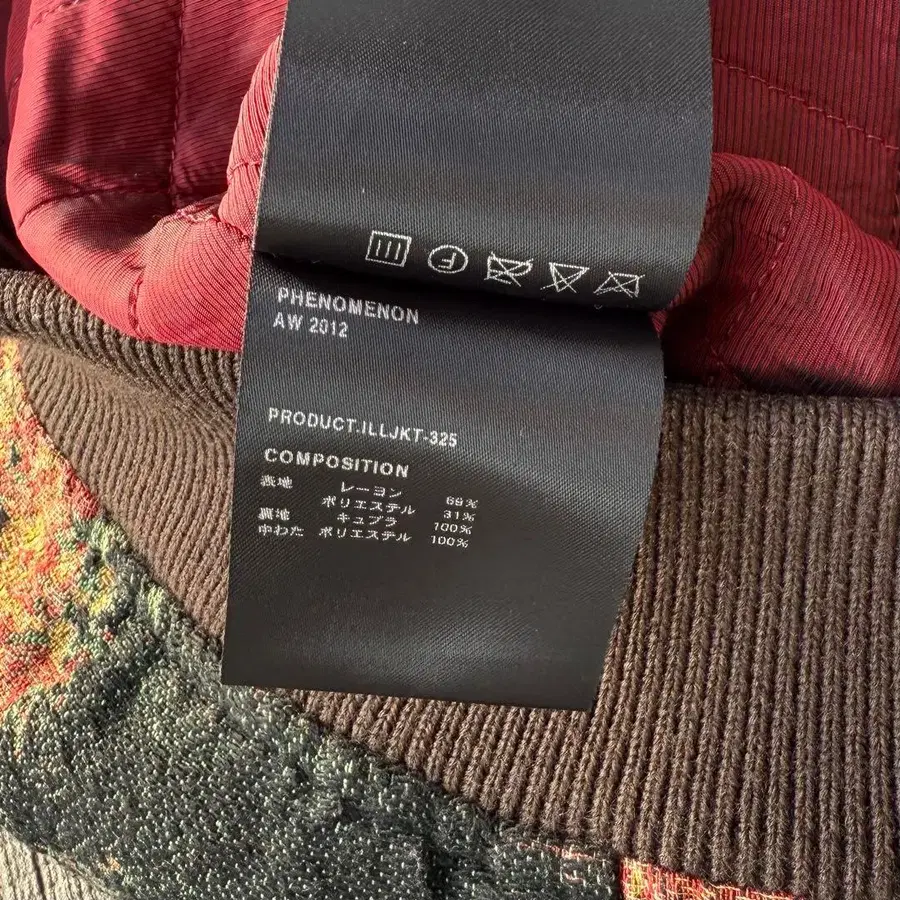 PHENOMENON
AW 2012
PRODUCT.ILLJKT-325
COMPOSITION
表地 レーヨン 69%
ポリエステル 31%
裏地 キュプラ 100%
中わた ポリエステル 100%